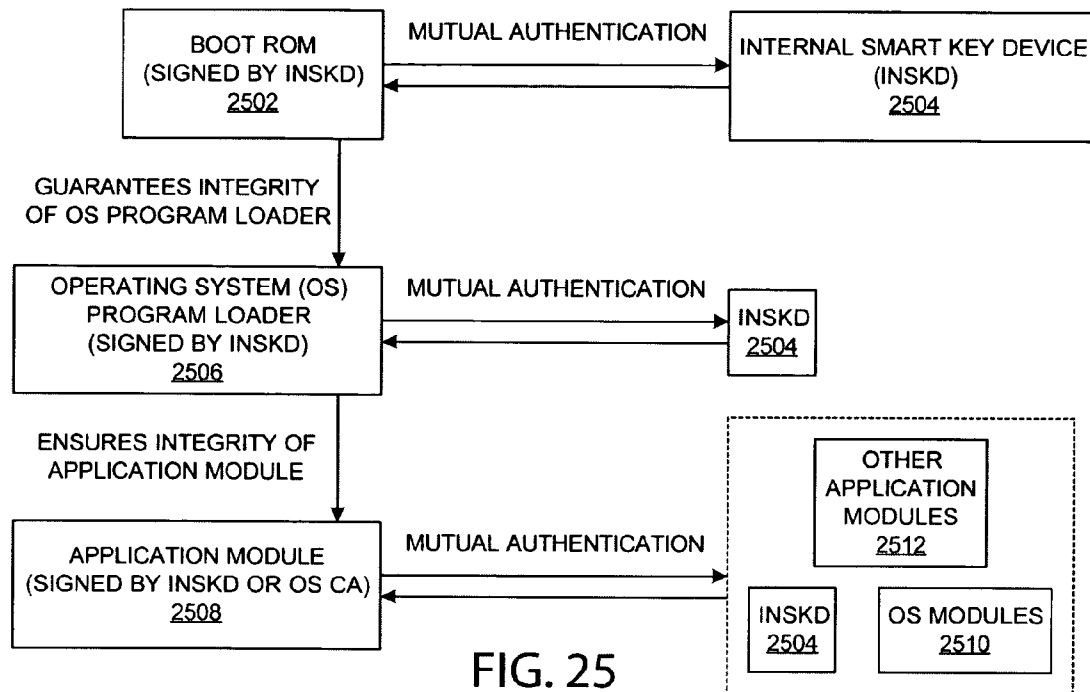 BOOT ROM
(SIGNED BY INSKD)
2502
MUTUAL AUTHENTICATION
INTERNAL SMART KEY DEVICE
(INSKD)
2504
GUARANTEES INTEGRITY
OF OS PROGRAM LOADER
OPERATING SYSTEM (OS)
PROGRAM LOADER
(SIGNED BY INSKD)
2506
MUTUAL AUTHENTICATION
INSKD
2504
ENSURES INTEGRITY OF
APPLICATION MODULE
APPLICATION MODULE
(SIGNED BY INSKD OR OS CA)
2508
MUTUAL AUTHENTICATION
OTHER
APPLICATION
MODULES
2512
INSKD
2504
OS MODULES
2510
FIG. 25